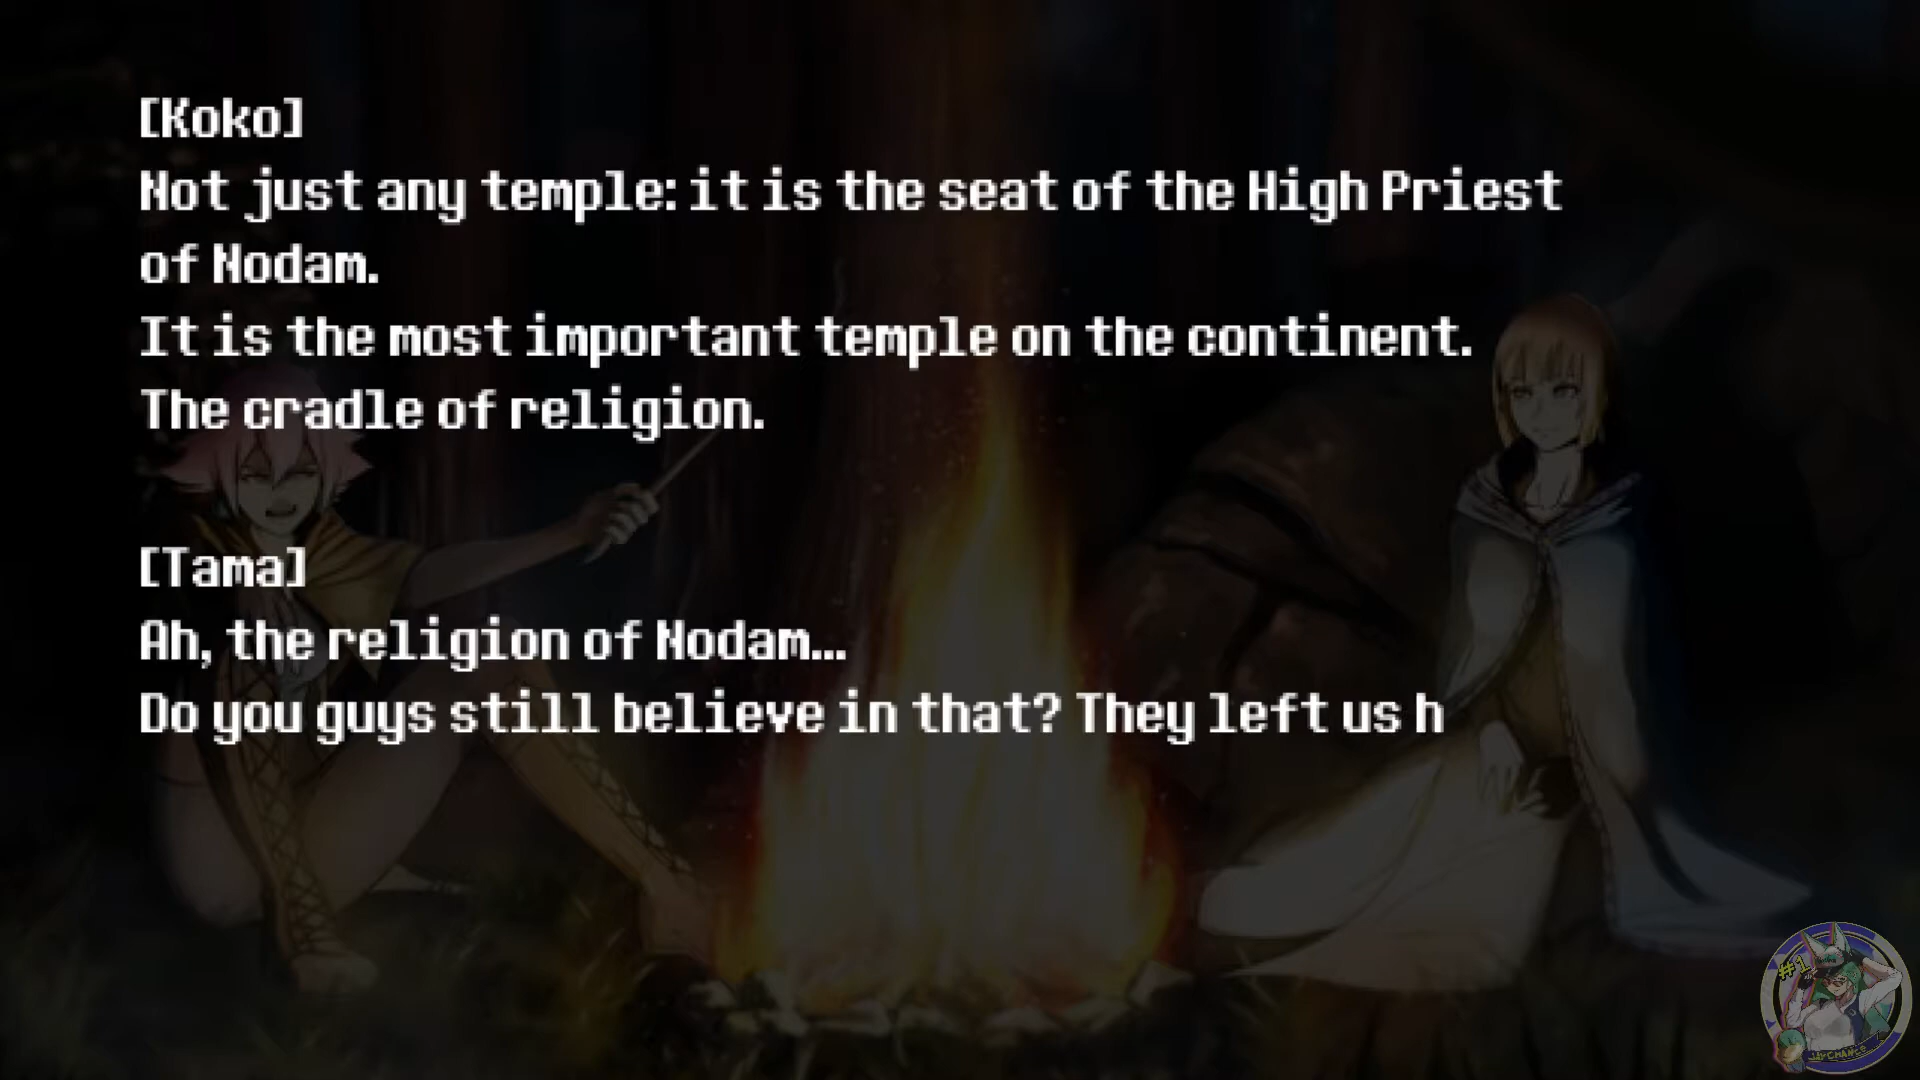 [Koko]
Not just any temple: it is the seat of the High Priest
of Nodam.
It is the most important temple on the continent.
The cradle of religion.
[Tama]
Ah, the religion of Nodam...
Do you guys still believe in that? They left us h
#1
JAYCHANCE